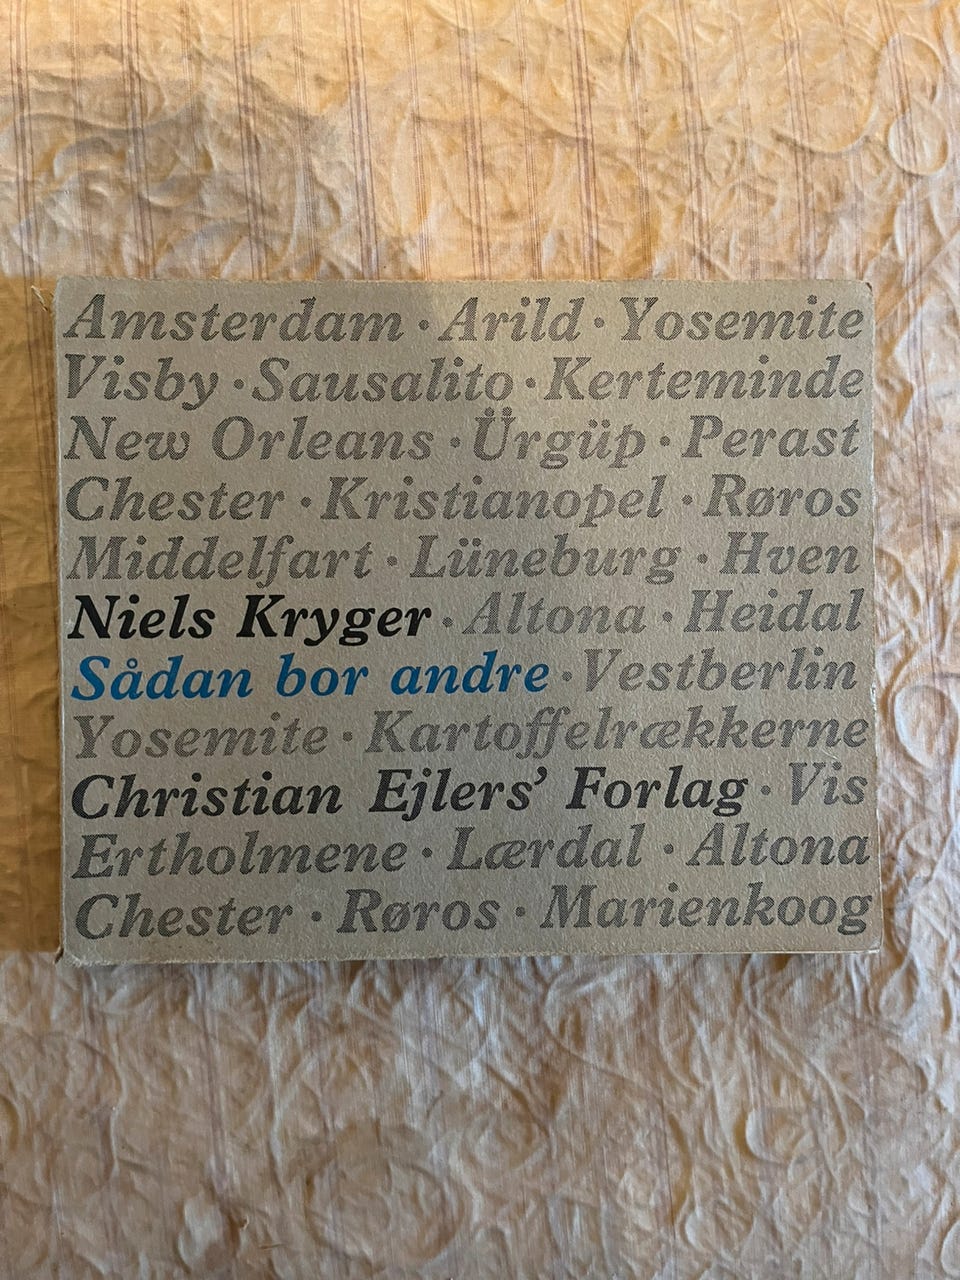 Amsterdam · Arild · Yosemite
Visby · Sausalito · Kerteminde
New Orleans · Ürgüp · Perast
Chester · Kristianopel · Røros
Middelfart · Lüneburg · Hven
Niels Kryger · Altona · Heidal
Sådan bor andre · Vestberlin
Yosemite · Kartoffelrækkerne
Christian Ejlers’ Forlag · Vis
Ertholmene · Lærdal · Altona
Chester · Røros · Marienkoog